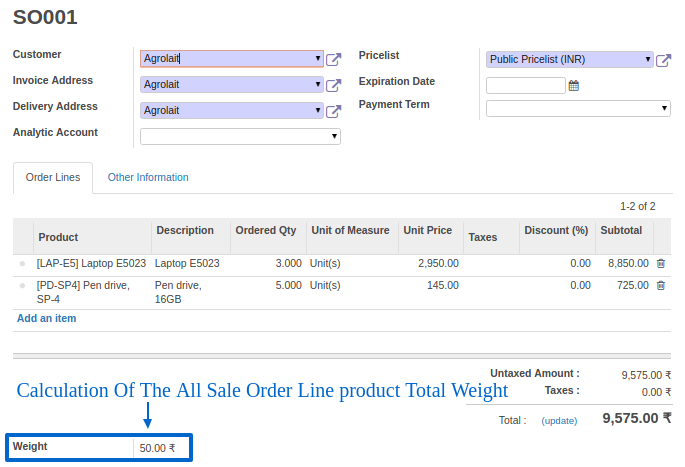 SO001
Customer Agrolait Pricelist Public Pricelist (INR)
Invoice Address Agrolait Expiration Date
Delivery Address Agrolait Payment Term
Analytic Account
Order Lines Other Information
1-2 of 2
Product Description Ordered Qty Unit of Measure Unit Price Taxes Discount (%) Subtotal
[LAP-E5] Laptop E5023 Laptop E5023 3.000 Unit(s) 2,950.00 0.00 8,850.00
[PD-SP4] Pen drive, Pen drive, 5.000 Unit(s) 145.00 0.00 725.00
SP-4 16GB
Add an item
Untaxed Amount : 9,575.00 ₹
Calculation Of The All Sale Order Line product Total Weight
Taxes : 0.00 ₹
Total : (update) 9,575.00 ₹
Weight 50.00 ₹